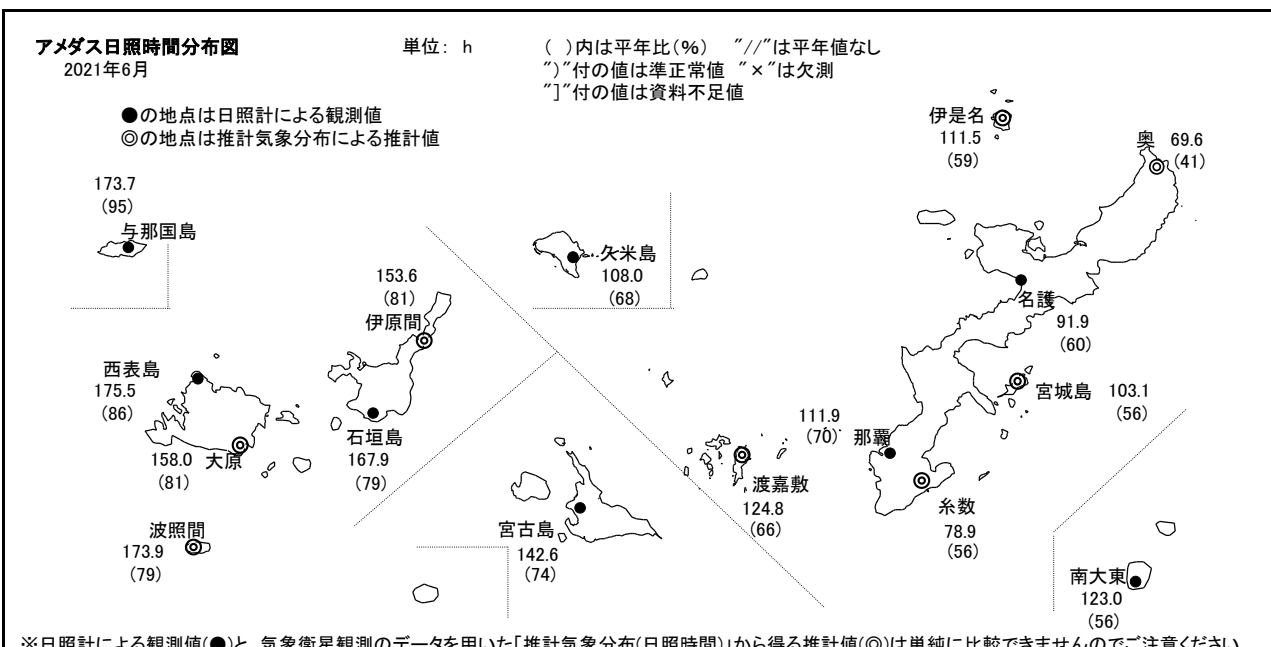 アメダス日照時間分布図 単位: h ( )内は平年比(%) "//"は平年値なし
2021年6月 ")"付の値は準正常値 "×"は欠測
"]"付の値は資料不足値
●の地点は日照計による観測値
◎の地点は推計気象分布による推計値
伊是名
111.5
(59)
奥 69.6
(41)
173.7
(95)
与那国島
久米島
108.0
(68)
153.6
(81)
伊原間
名護
91.9
(60)
西表島
175.5
(86)
宮城島 103.1
(56)
石垣島
167.9
(79)
111.9
(70)
那覇
158.0 大原
(81)
渡嘉敷
124.8
(66)
糸数
78.9
(56)
波照間
173.9
(79)
宮古島
142.6
(74)
南大東
123.0
(56)
※日照計による観測値(●)と、気象衛星観測のデータを用いた「推計気象分布(日照時間)」から得る推計値(◎)は単純に比較できませんのでご注意ください